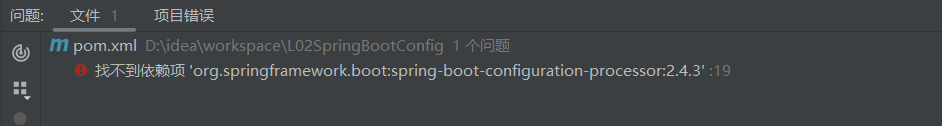 问题: 文件 1 项目错误
pom.xml D:\idea\workspace\L02SpringBootConfig 1 个问题
找不到依赖项 'org.springframework.boot:spring-boot-configuration-processor:2.4.3' :19